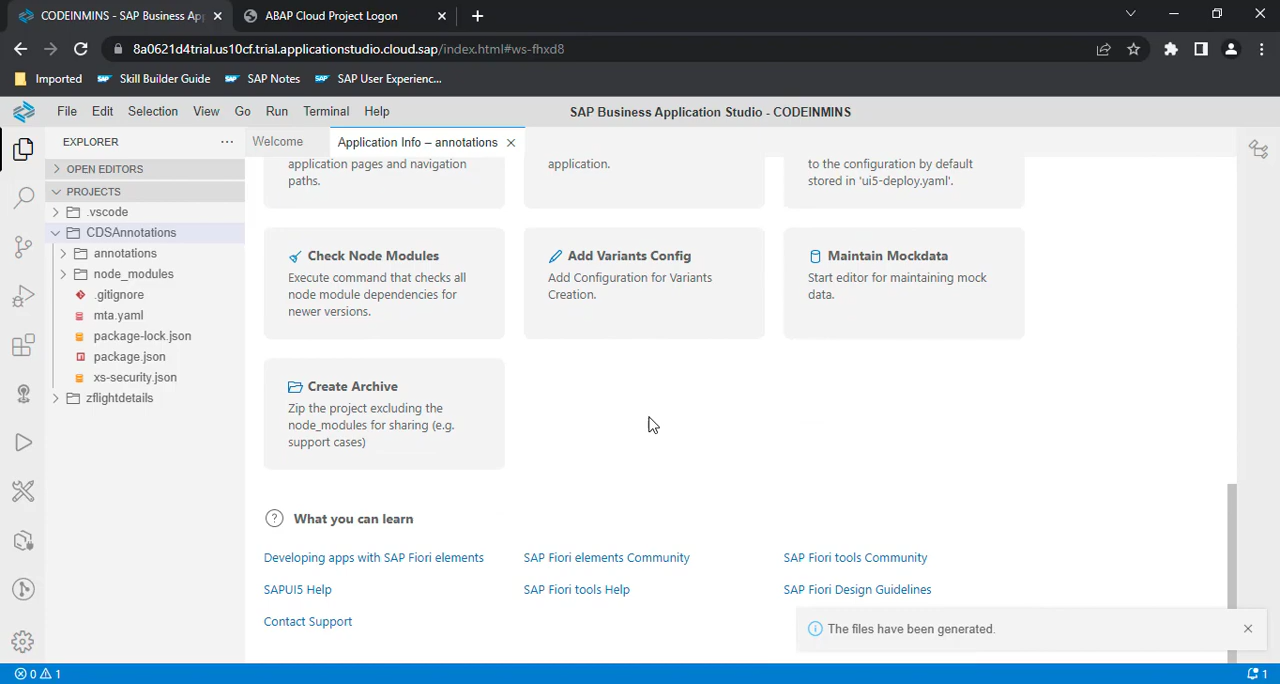 CODEINMINS - SAP Business App
ABAP Cloud Project Logon
8a0621d4trial.us10cf.trial.applicationstudio.cloud.sap/index.html#ws-fhxd8
Imported
Skill Builder Guide
SAP Notes
SAP User Experienc...
File Edit Selection View Go Run Terminal Help
SAP Business Application Studio - CODEINMINS
EXPLORER
Welcome
Application Info – annotations
OPEN EDITORS
PROJECTS
.vscode
CDSAnnotations
annotations
node_modules
.gitignore
mta.yaml
package-lock.json
package.json
xs-security.json
zflightdetails
application pages and navigation
paths.
application.
to the configuration by default
stored in 'ui5-deploy.yaml'.
Check Node Modules
Execute command that checks all
node module dependencies for
newer versions.
Add Variants Config
Add Configuration for Variants
Creation.
Maintain Mockdata
Start editor for maintaining mock
data.
Create Archive
Zip the project excluding the
node_modules for sharing (e.g.
support cases)
What you can learn
Developing apps with SAP Fiori elements
SAP Fiori elements Community
SAP Fiori tools Community
SAPUI5 Help
SAP Fiori tools Help
SAP Fiori Design Guidelines
Contact Support
The files have been generated.
0 1
1